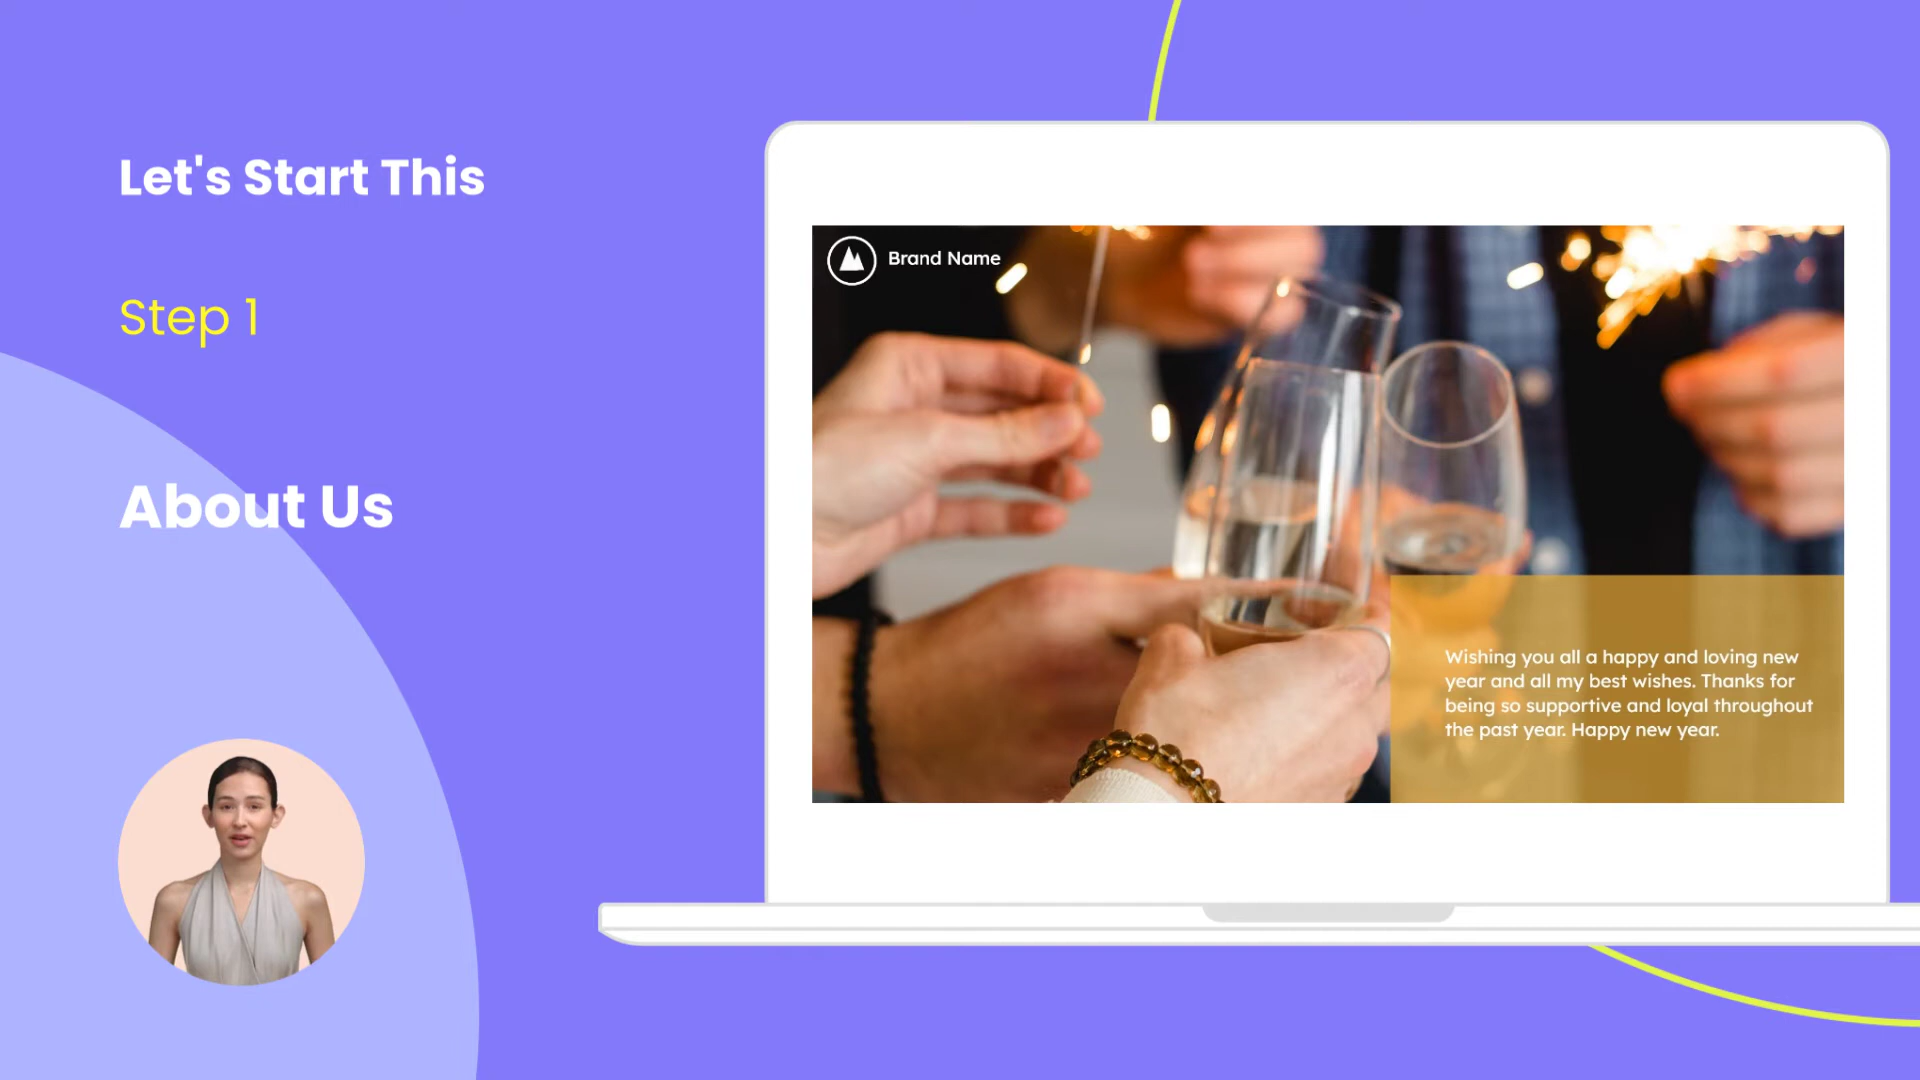 Let's Start This
Step 1
About Us
Brand Name
Wishing you all a happy and loving new
year and all my best wishes. Thanks for
being so supportive and loyal throughout
the past year. Happy new year.